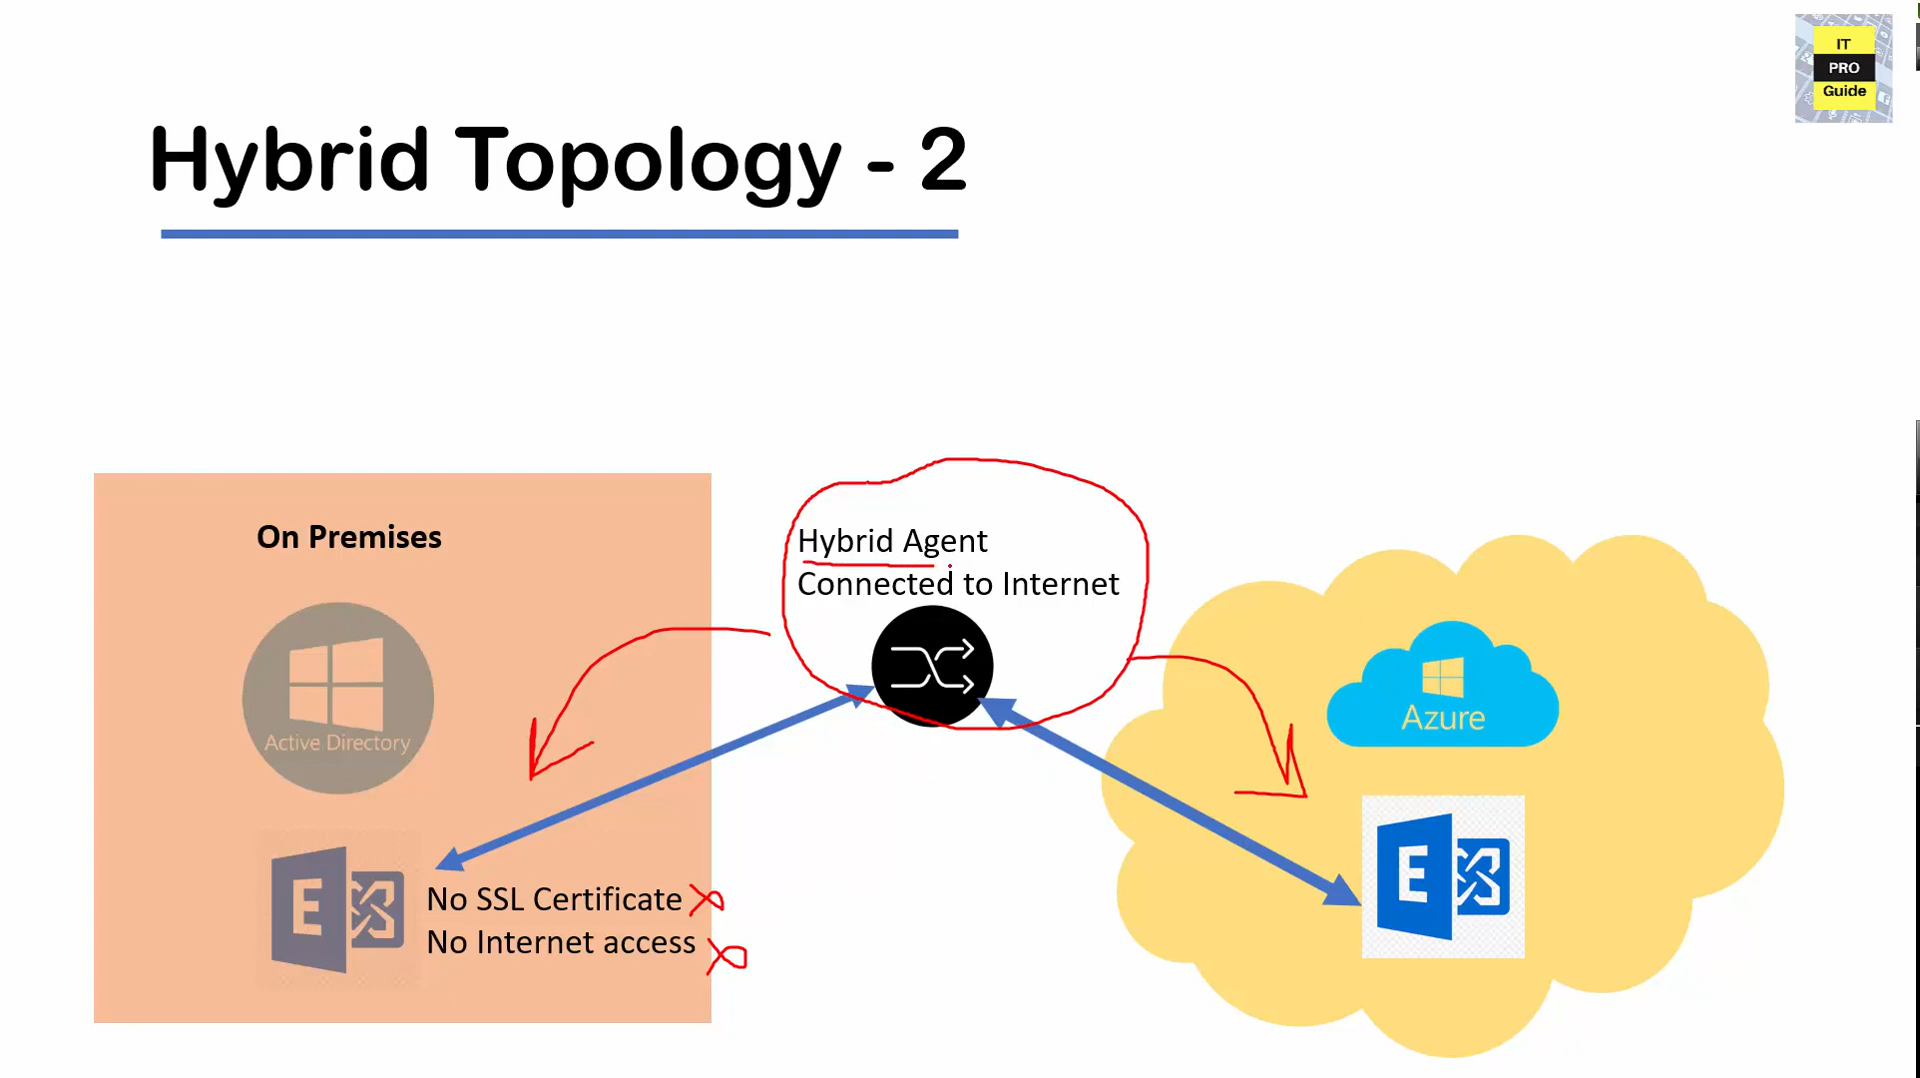 IT
PRO
Guide
Hybrid Topology - 2
On Premises
Hybrid Agent
Connected to Internet
Active Directory
Azure
E
No SSL Certificate
No Internet access
E